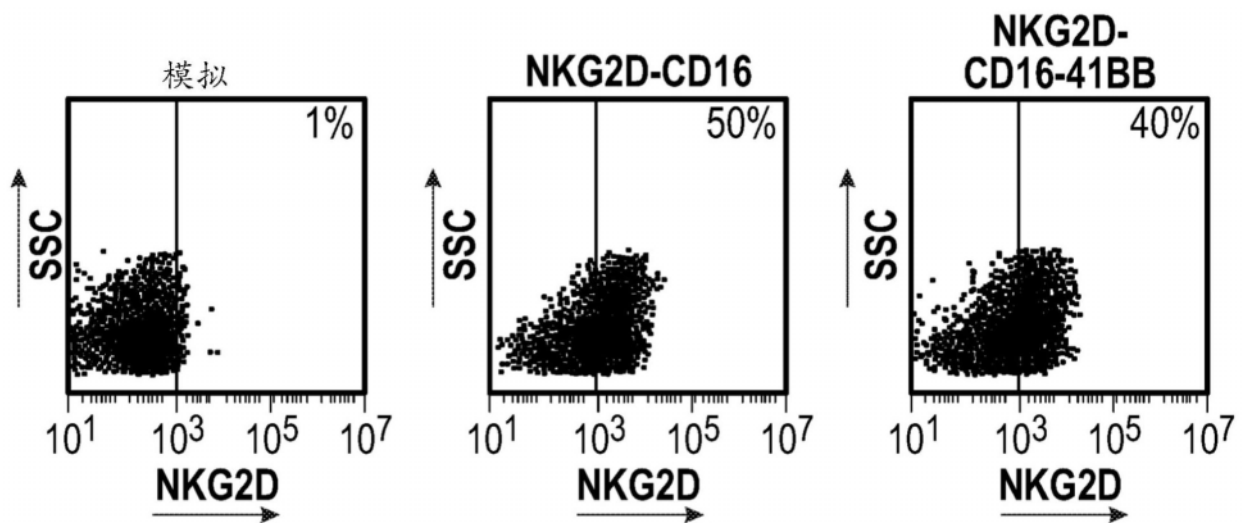 模拟
1%
SSC
10¹ 10³ 10⁵ 10⁷
NKG2D
NKG2D-CD16
50%
SSC
10¹ 10³ 10⁵ 10⁷
NKG2D
NKG2D-
CD16-41BB
40%
SSC
10¹ 10³ 10⁵ 10⁷
NKG2D